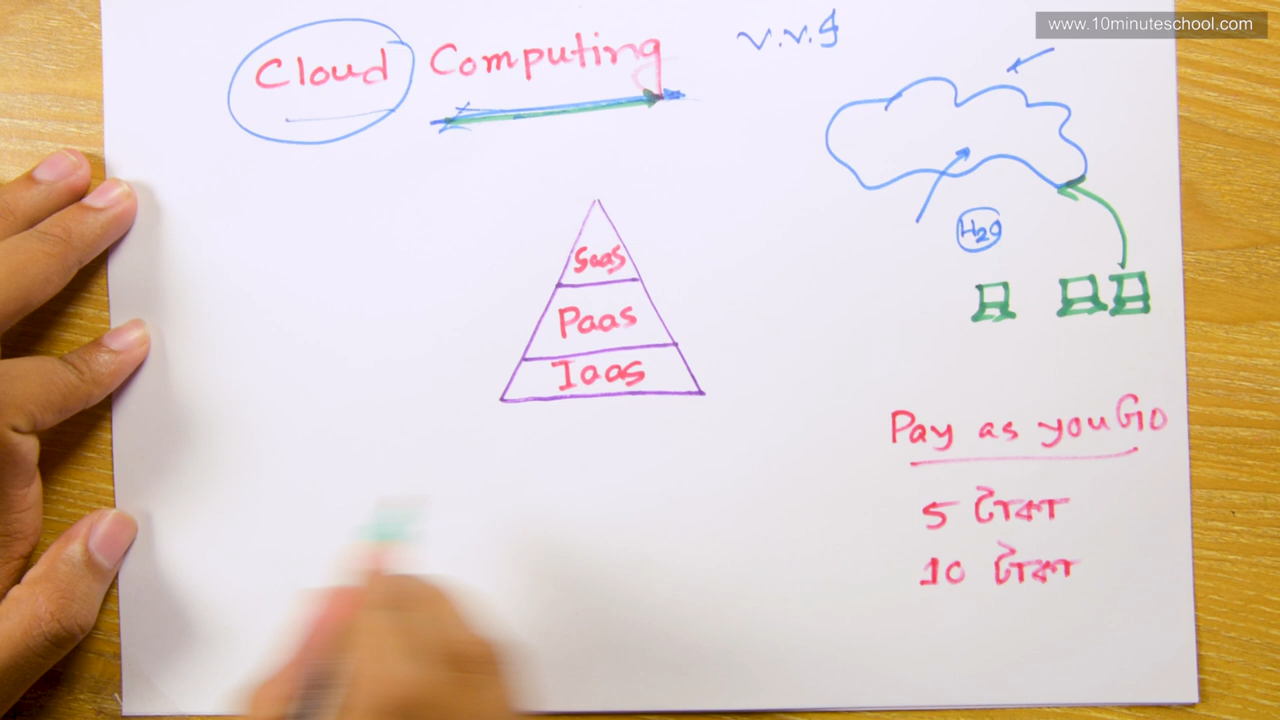 www.10minuteschool.com
Cloud Computing v.v.g
H2O
SaaS
PaaS
IaaS
Pay as you Go
5 টাকা
10 টাকা